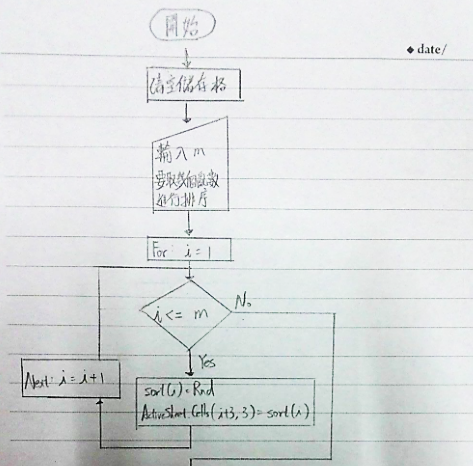 ◆ date/
開始
清空儲存格
輸入 m
要取幾個亂數
進行排序
For: i = 1
i <= m
No
Yes
Next: i = i+1
sort(i) = Rnd
ActiveSheet.Cells(i+3, 3) = sort(i)